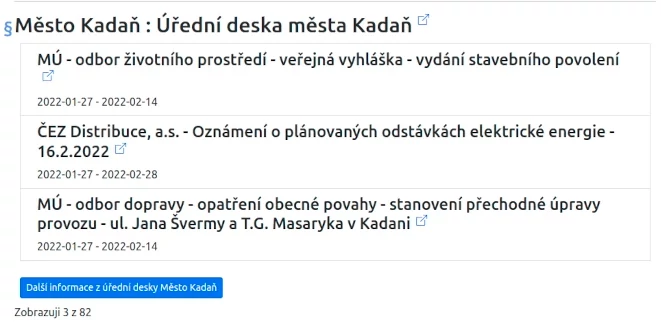 § Město Kadaň : Úřední deska města Kadaň
MÚ - odbor životního prostředí - veřejná vyhláška - vydání stavebního povolení
2022-01-27 - 2022-02-14
ČEZ Distribuce, a.s. - Oznámení o plánovaných odstávkách elektrické energie -
16.2.2022
2022-01-27 - 2022-02-28
MÚ - odbor dopravy - opatření obecné povahy - stanovení přechodné úpravy
provozu - ul. Jana Švermy a T.G. Masaryka v Kadani
2022-01-27 - 2022-02-14
Další informace z úřední desky Město Kadaň
Zobrazuji 3 z 82